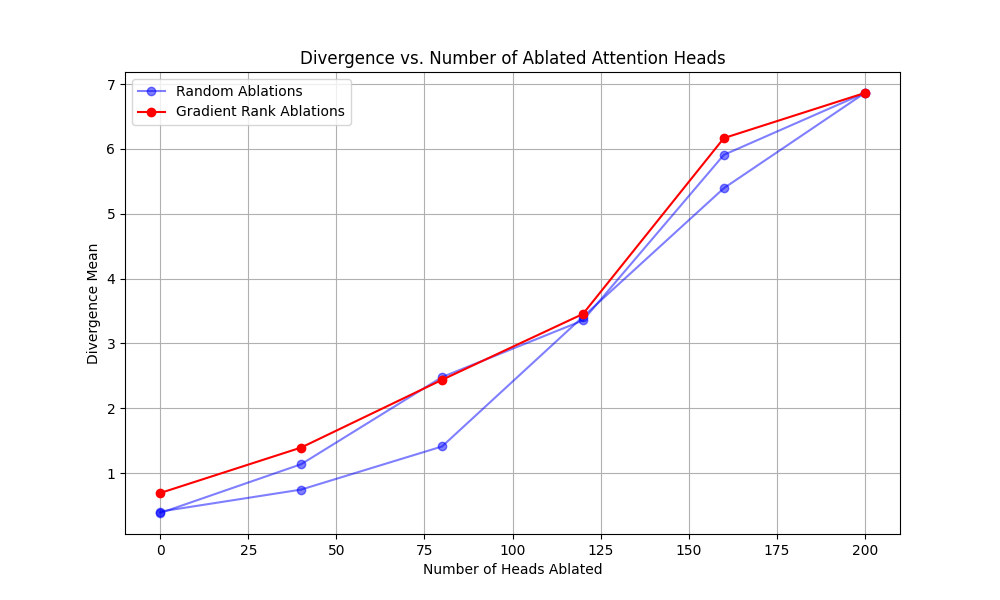 Divergence vs. Number of Ablated Attention Heads
Random Ablations
Gradient Rank Ablations
Divergence Mean
7
6
5
4
3
2
1
0 25 50 75 100 125 150 175 200
Number of Heads Ablated